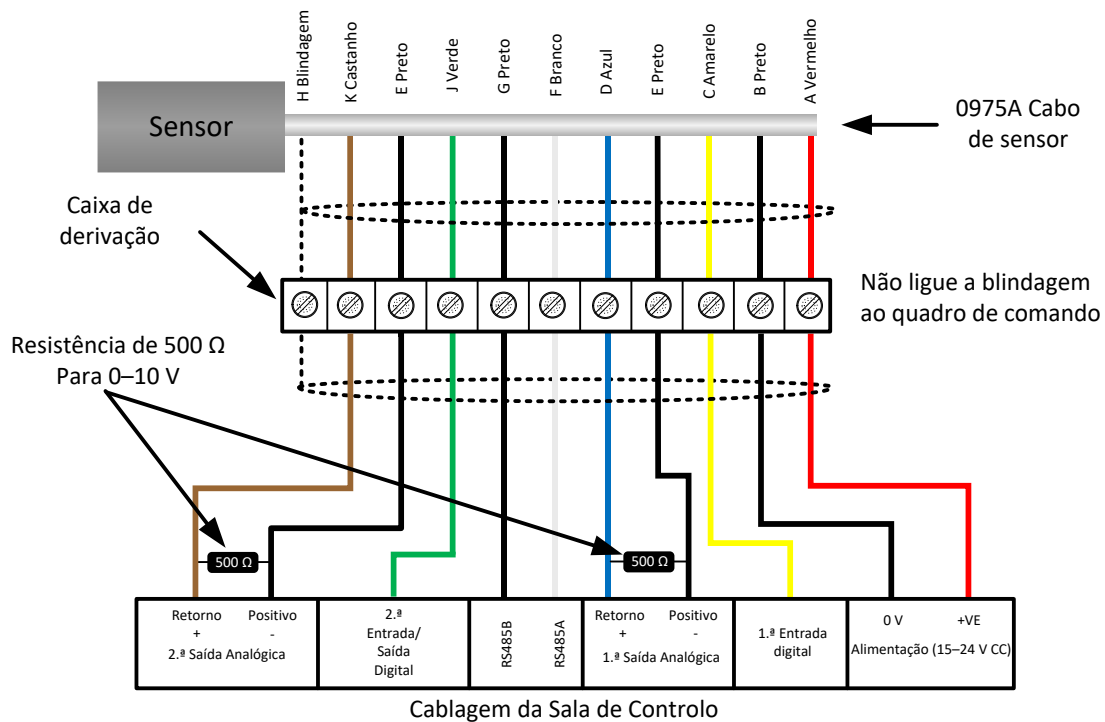 H Blindagem
K Castanho
E Preto
J Verde
G Preto
F Branco
D Azul
E Preto
C Amarelo
B Preto
A Vermelho
Sensor
0975A Cabo
de sensor
Caixa de
derivação
Não ligue a blindagem
ao quadro de comando
Resistência de 500 Ω
Para 0–10 V
500 Ω
500 Ω
Retorno
+
Positivo
-
2.ª Saída Analógica
2.ª
Entrada/
Saída
Digital
RS485B
RS485A
Retorno
+
Positivo
-
1.ª Saída Analógica
1.ª Entrada
digital
0 V
+VE
Alimentação (15–24 V CC)
Cablagem da Sala de Controlo